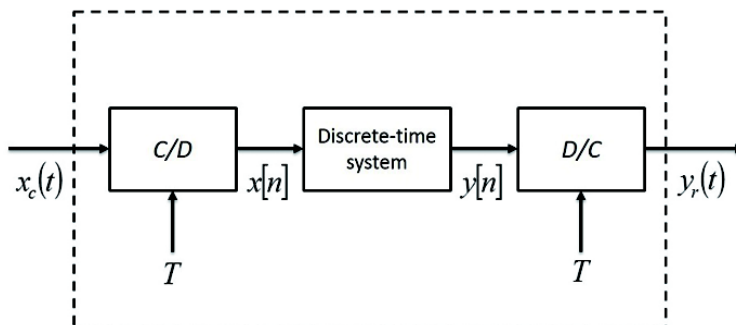 C/D
Discrete-time
system
D/C
x_c(t)
x[n]
y[n]
y_r(t)
T
T